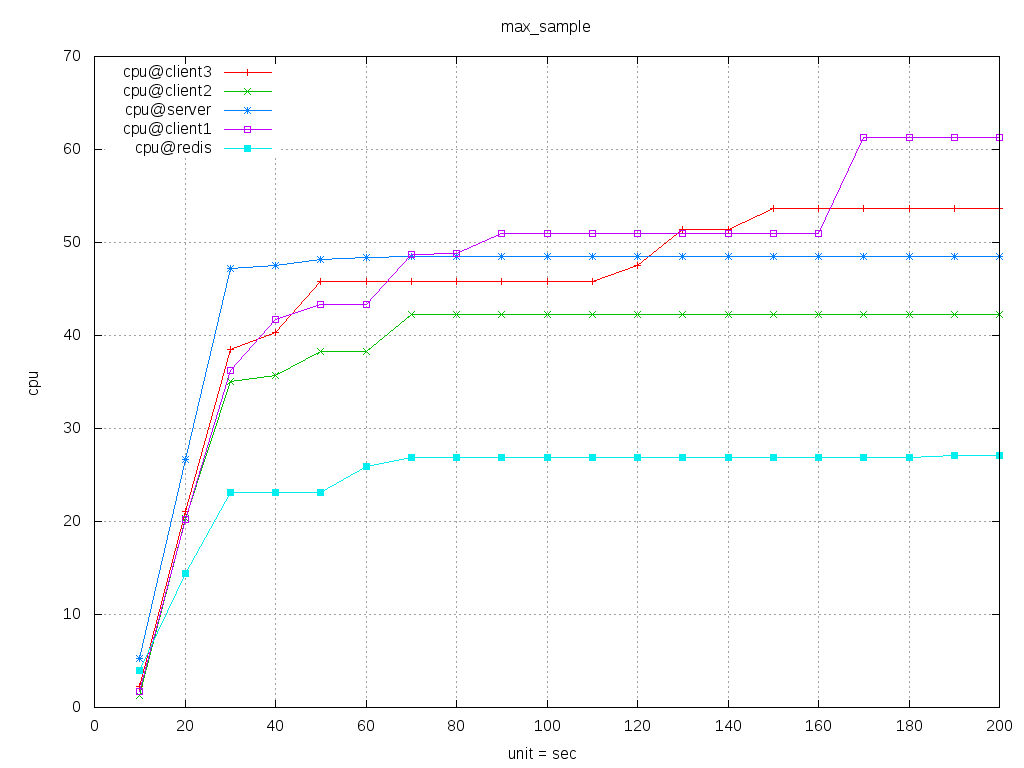 max_sample
70
60
50
40
30
20
10
0
cpu
cpu@client3
cpu@client2
cpu@server
cpu@client1
cpu@redis
0 20 40 60 80 100 120 140 160 180 200
unit = sec